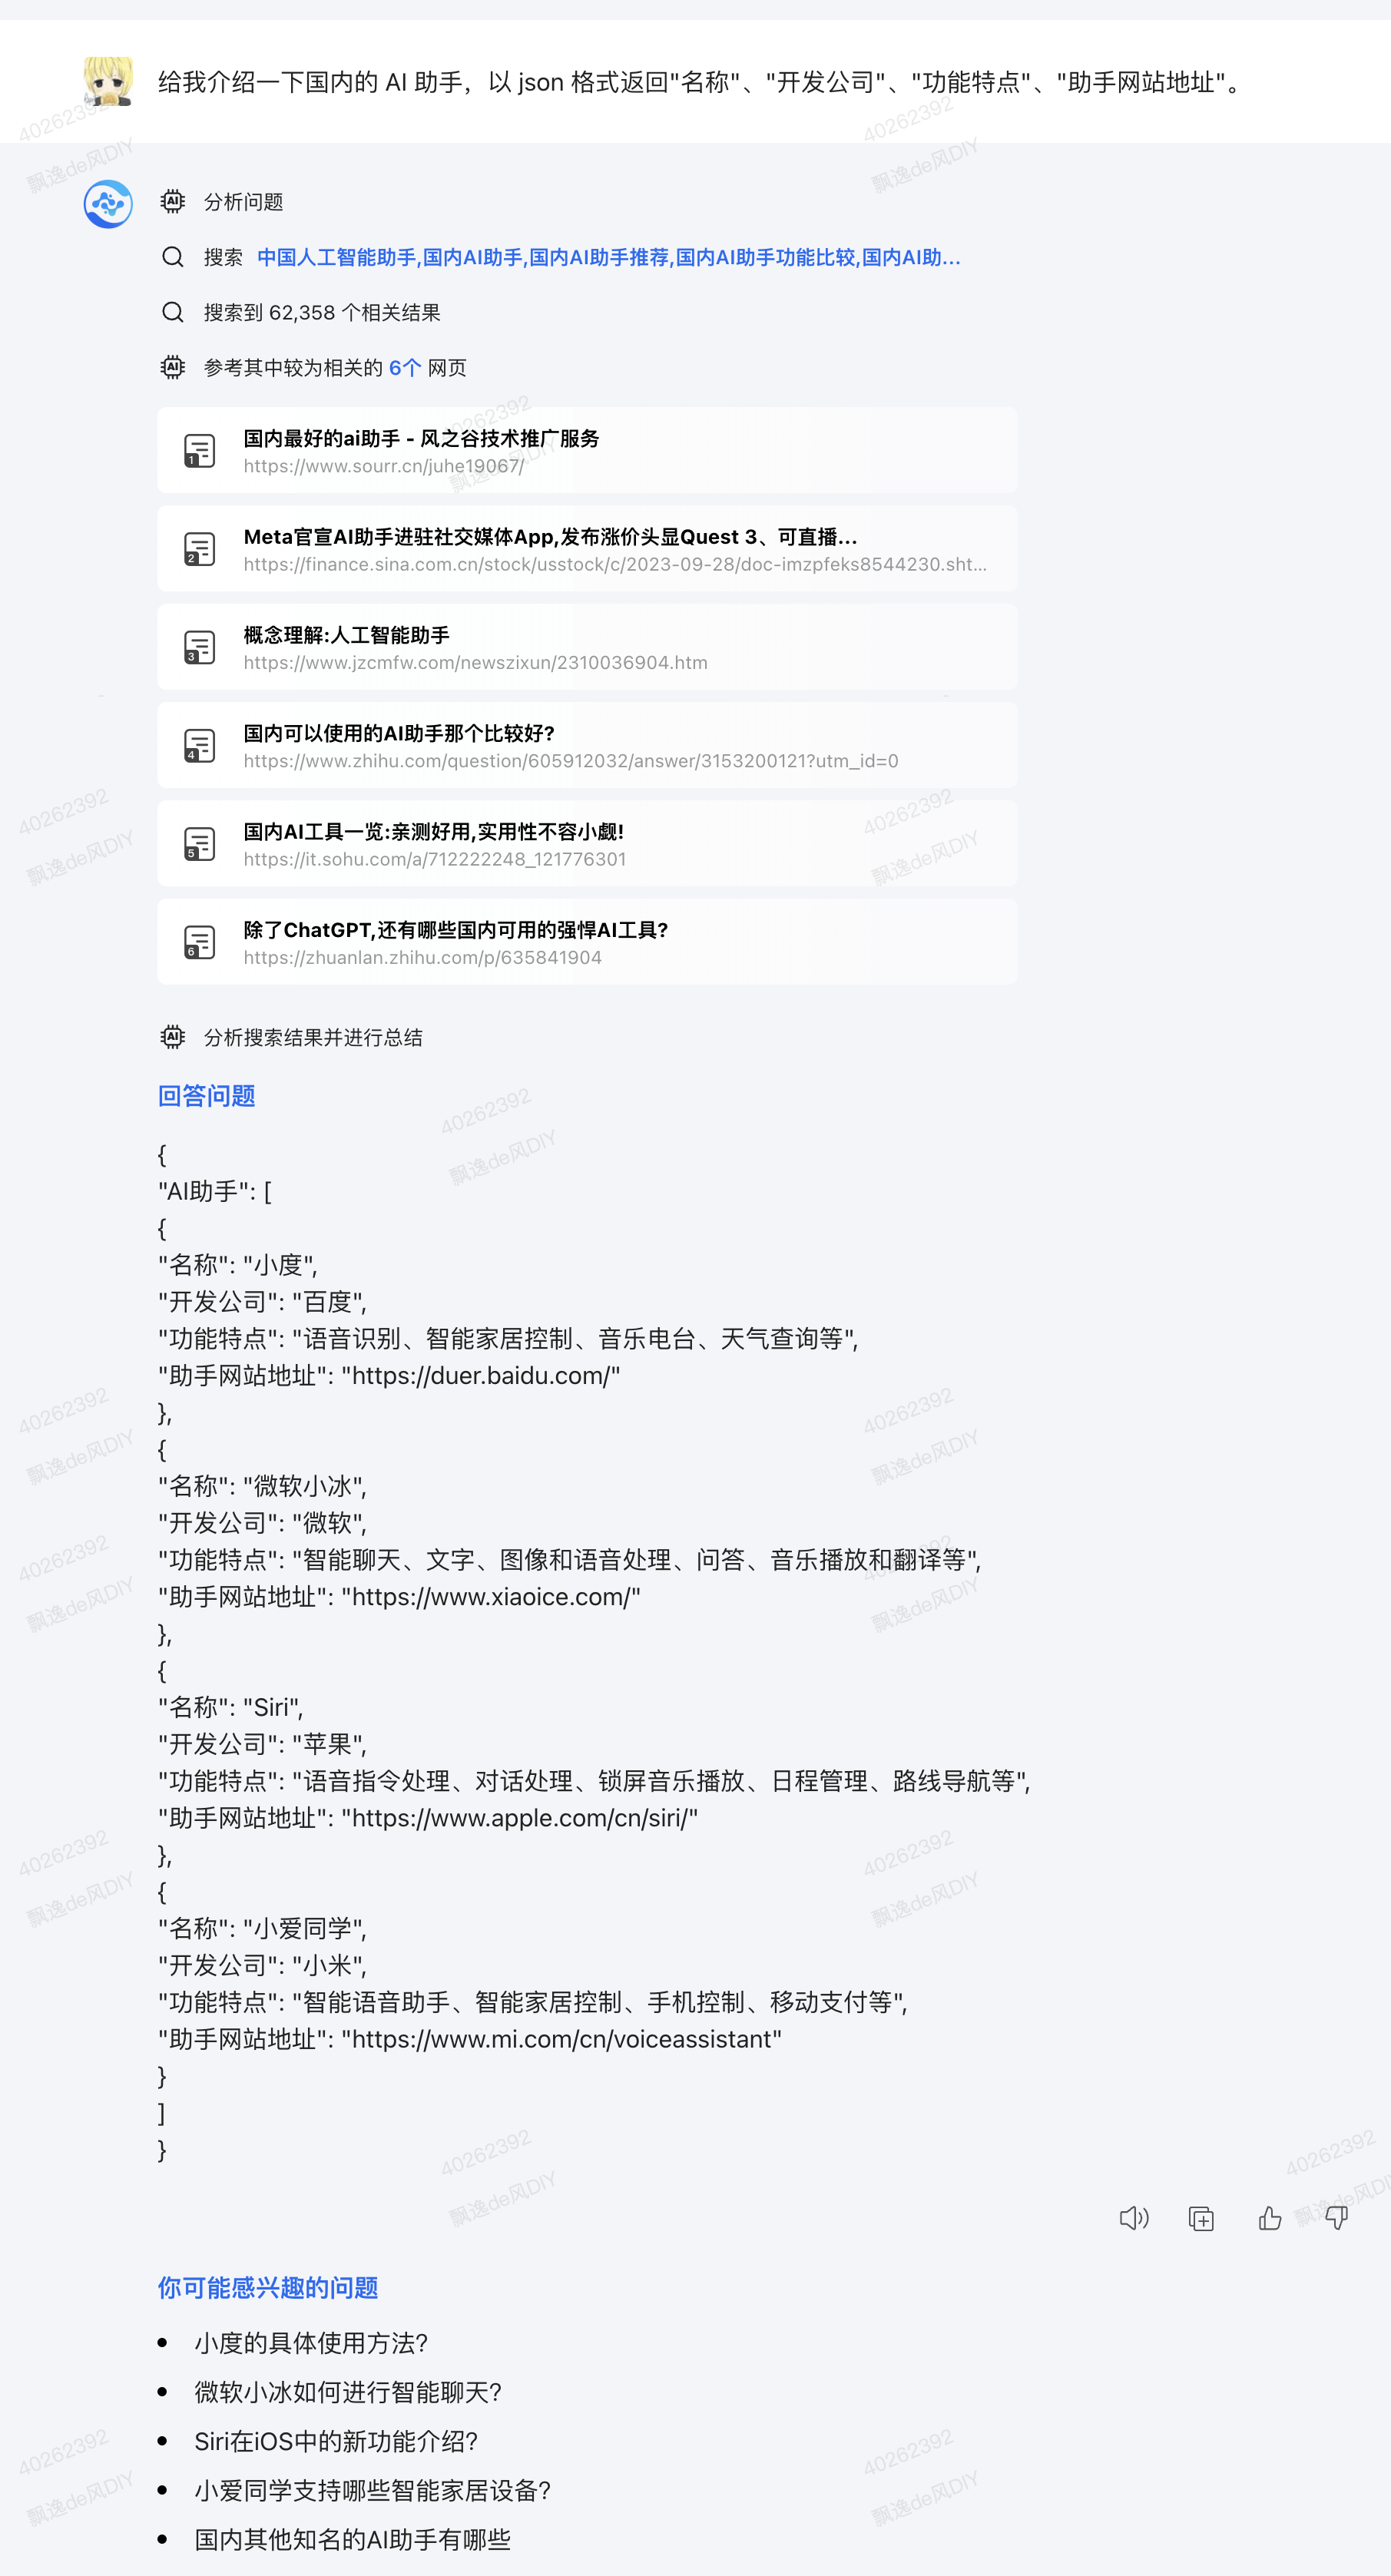 给我介绍一下国内的 AI 助手，以 json 格式返回"名称"、"开发公司"、"功能特点"、"助手网站地址"。
分析问题
搜索 中国人工智能助手,国内AI助手,国内AI助手推荐,国内AI助手功能比较,国内AI助...
搜索到 62,358 个相关结果
参考其中较为相关的 6个 网页
1
国内最好的ai助手 - 风之谷技术推广服务
https://www.sourr.cn/juhe19067/
2
Meta官宣AI助手进驻社交媒体App,发布涨价头显Quest 3、可直播...
https://finance.sina.com.cn/stock/usstock/c/2023-09-28/doc-imzpfeks8544230.sht...
3
概念理解:人工智能助手
https://www.jzcmfw.com/newszixun/2310036904.htm
4
国内可以使用的AI助手那个比较好?
https://www.zhihu.com/question/605912032/answer/3153200121?utm_id=0
5
国内AI工具一览:亲测好用,实用性不容小觑!
https://it.sohu.com/a/712222248_121776301
6
除了ChatGPT,还有哪些国内可用的强悍AI工具?
https://zhuanlan.zhihu.com/p/635841904
分析搜索结果并进行总结
回答问题
{
"AI助手": [
{
"名称": "小度",
"开发公司": "百度",
"功能特点": "语音识别、智能家居控制、音乐电台、天气查询等",
"助手网站地址": "https://duer.baidu.com/"
},
{
"名称": "微软小冰",
"开发公司": "微软",
"功能特点": "智能聊天、文字、图像和语音处理、问答、音乐播放和翻译等",
"助手网站地址": "https://www.xiaoice.com/"
},
{
"名称": "Siri",
"开发公司": "苹果",
"功能特点": "语音指令处理、对话处理、锁屏音乐播放、日程管理、路线导航等",
"助手网站地址": "https://www.apple.com/cn/siri/"
},
{
"名称": "小爱同学",
"开发公司": "小米",
"功能特点": "智能语音助手、智能家居控制、手机控制、移动支付等",
"助手网站地址": "https://www.mi.com/cn/voiceassistant"
}
]
}
你可能感兴趣的问题
小度的具体使用方法?
微软小冰如何进行智能聊天?
Siri在iOS中的新功能介绍?
小爱同学支持哪些智能家居设备?
国内其他知名的AI助手有哪些
40262392
飘逸de风DIY